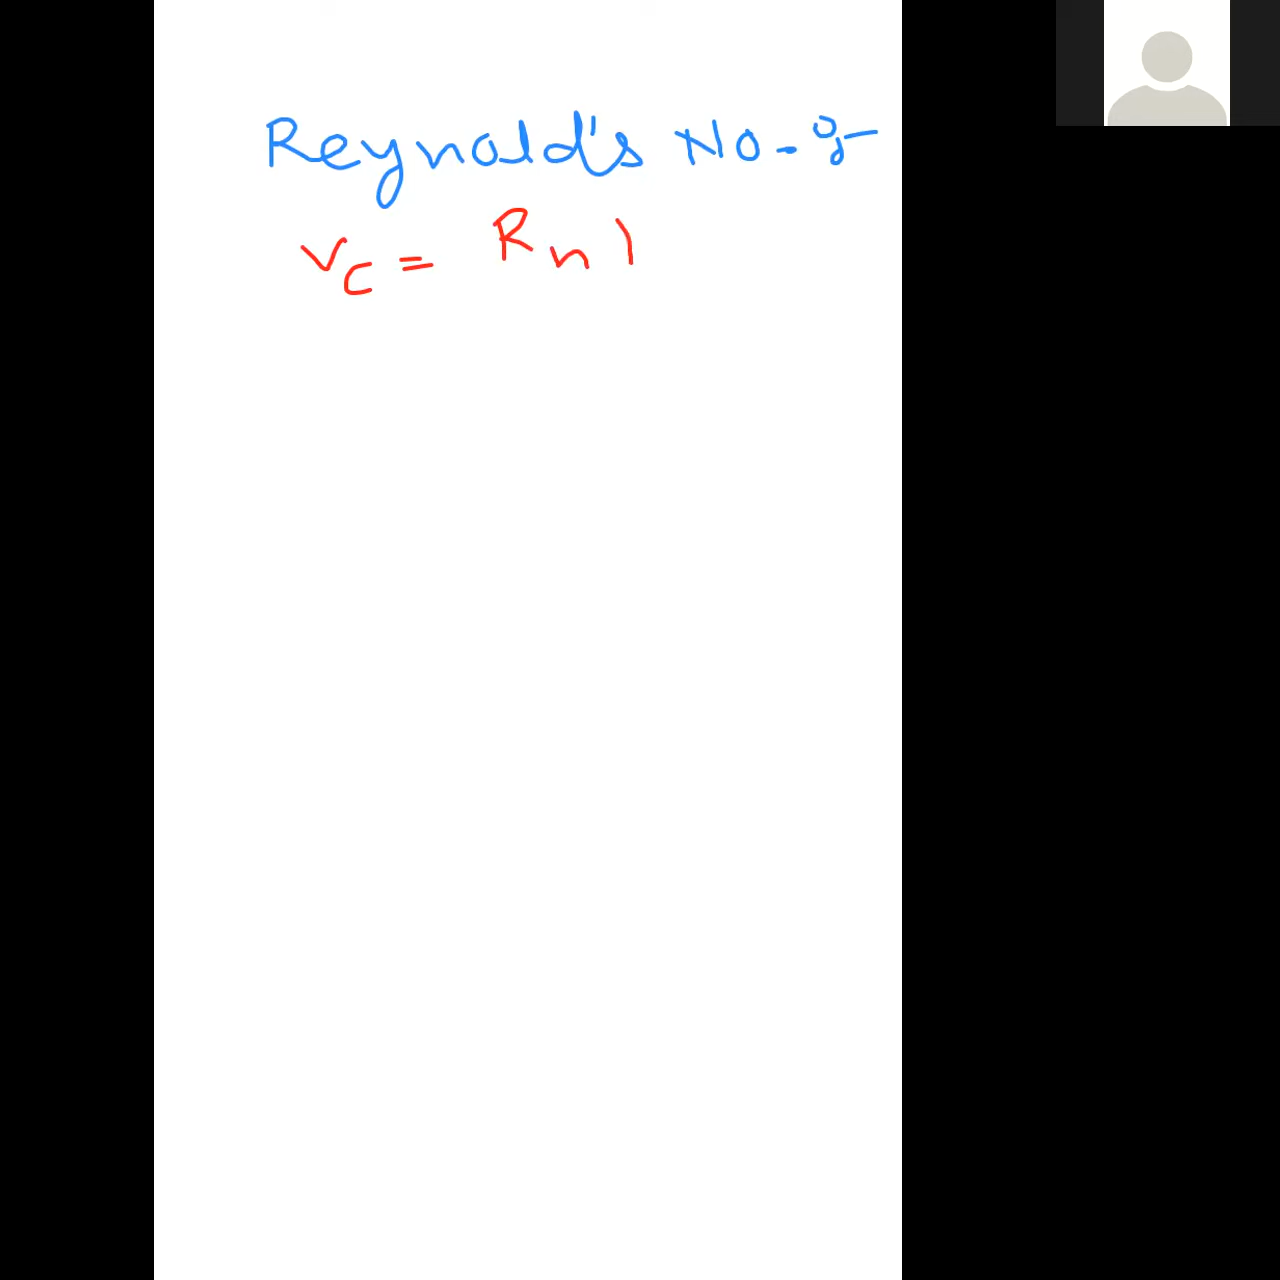 Reynold's No. :-
Vc = Rn